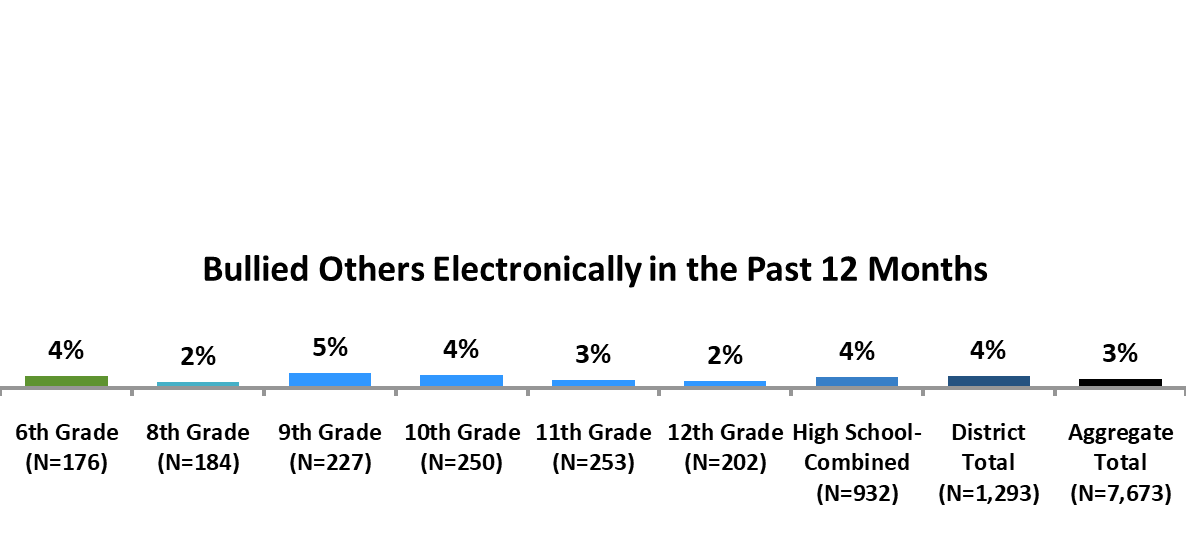 Bullied Others Electronically in the Past 12 Months
4% 2% 5% 4% 3% 2% 4% 4% 3%
6th Grade 8th Grade 9th Grade 10th Grade 11th Grade 12th Grade High School- District Aggregate
(N=176) (N=184) (N=227) (N=250) (N=253) (N=202) Combined Total Total
(N=932) (N=1,293) (N=7,673)